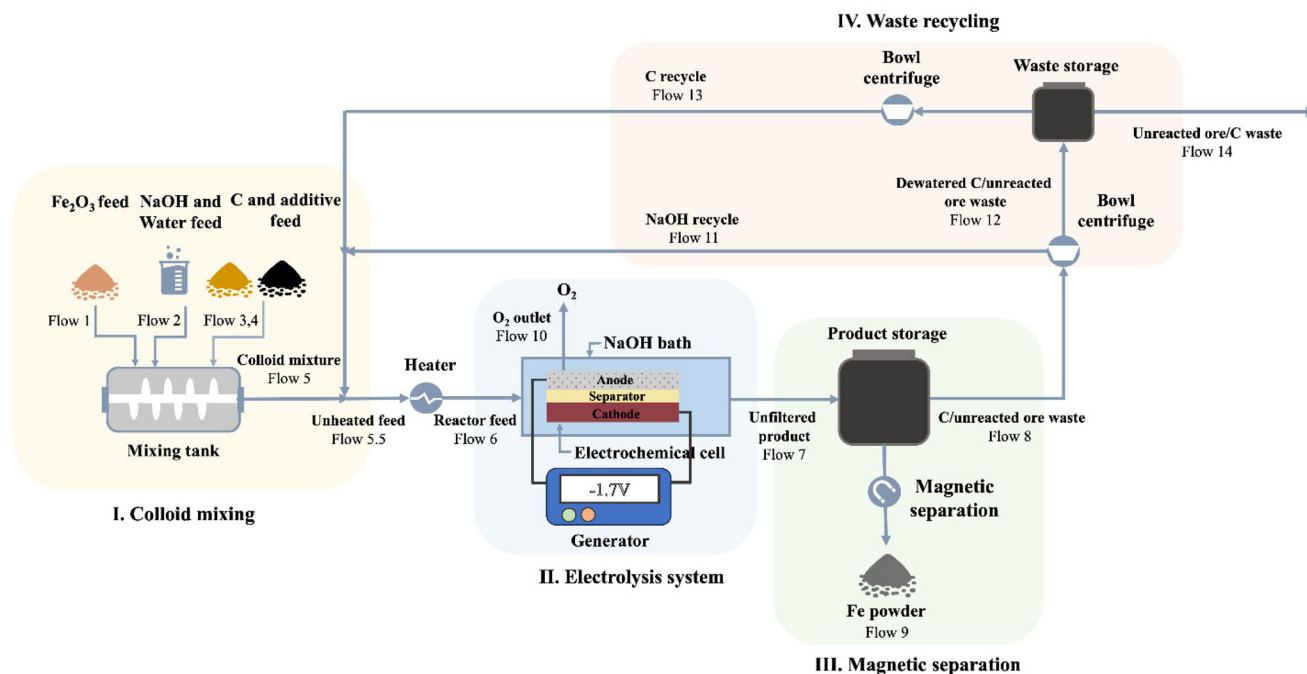 IV. Waste recycling
Bowl
centrifuge
Waste storage
C recycle
Flow 13
Unreacted ore/C waste
Flow 14
Dewatered C/unreacted
ore waste
Flow 12
Bowl
centrifuge
NaOH recycle
Flow 11
Fe₂O₃ feed
NaOH and
Water feed
C and additive
feed
Flow 1
Flow 2
Flow 3,4
Colloid mixture
Flow 5
Mixing tank
I. Colloid mixing
Heater
Unheated feed
Flow 5.5
Reactor feed
Flow 6
O₂
O₂ outlet
Flow 10
NaOH bath
Anode
Separator
Cathode
Electrochemical cell
-1.7V
Generator
II. Electrolysis system
Unfiltered
product
Flow 7
Product storage
C/unreacted ore waste
Flow 8
Magnetic
separation
Fe powder
Flow 9
III. Magnetic separation